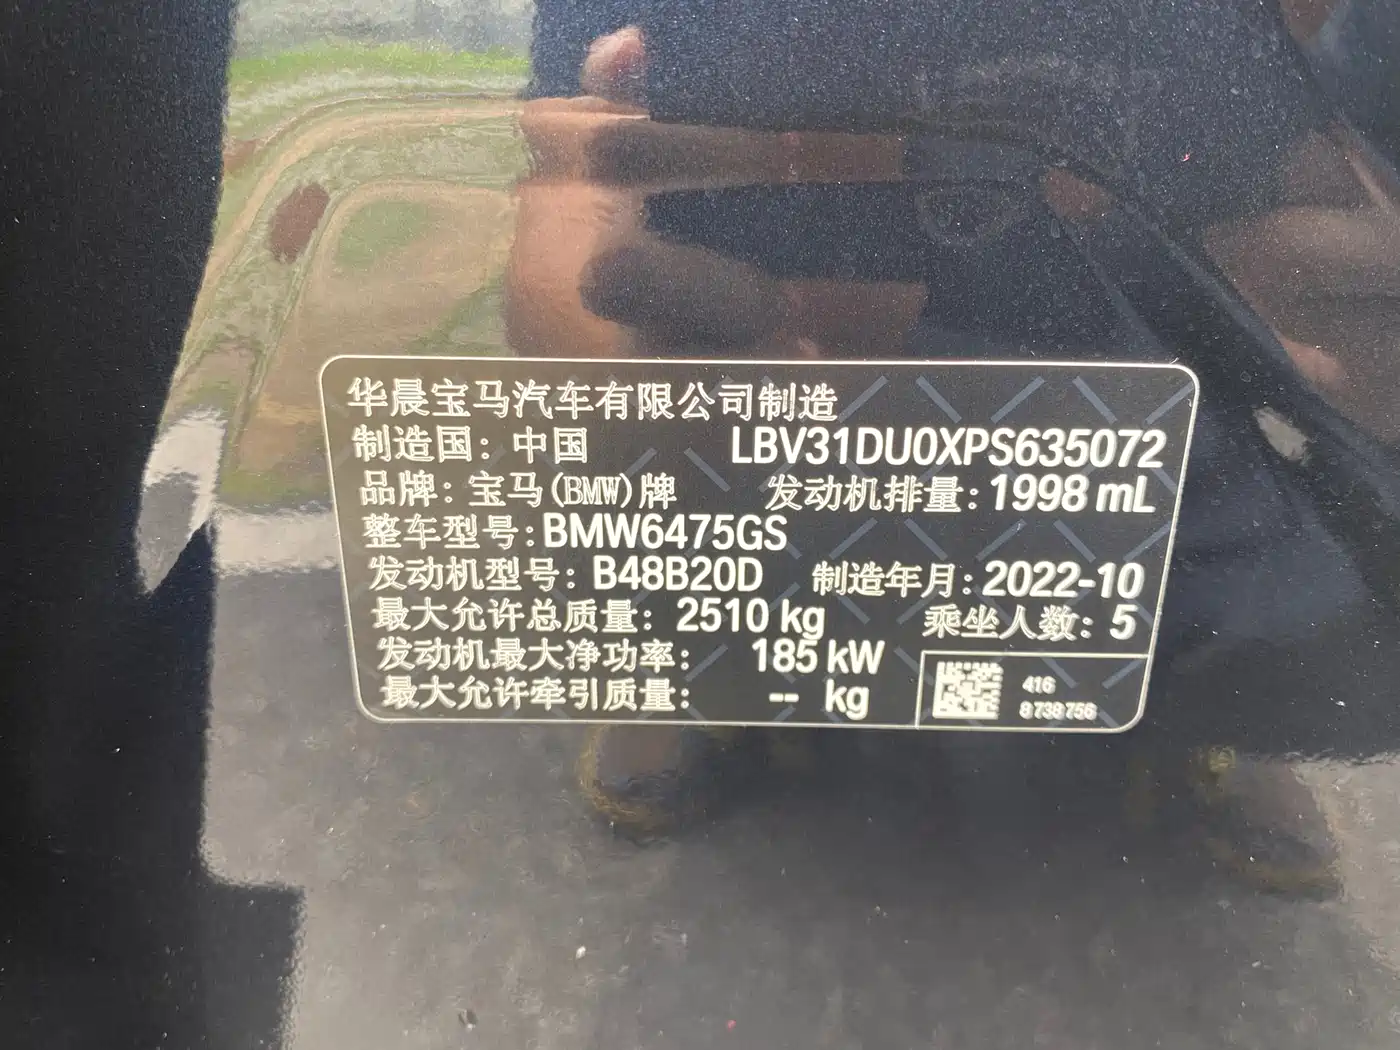 华晨宝马汽车有限公司制造
制造国：中国 LBV31DU0XPS635072
品牌：宝马(BMW)牌 发动机排量：1998 mL
整车型号：BMW6475GS
发动机型号：B48B20D 制造年月：2022-10
最大允许总质量：2510 kg 乘坐人数：5
发动机最大净功率： 185 kW
最大允许牵引质量： -- kg
416
8 738 756